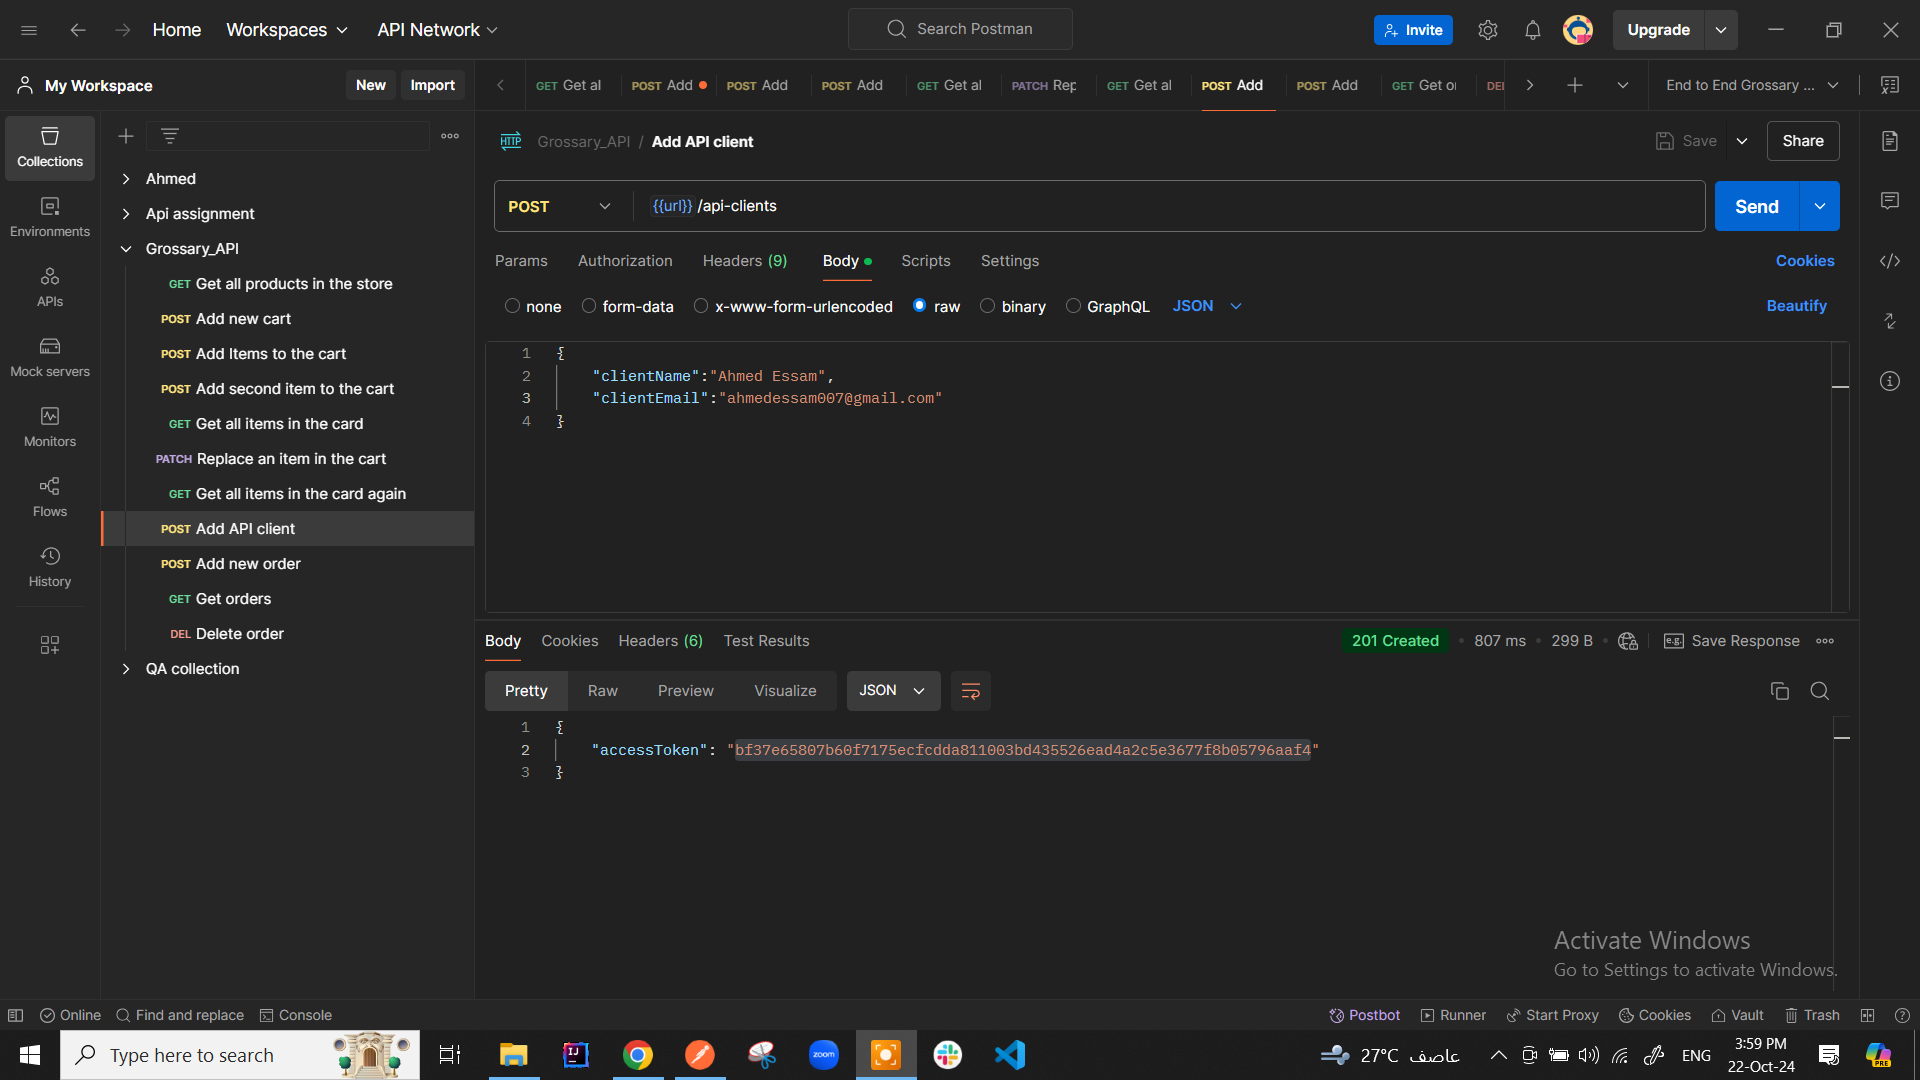 Home Workspaces API Network Search Postman Invite Upgrade
My Workspace New Import
GET Get al POST Add POST Add POST Add GET Get al PATCH Rep GET Get al POST Add POST Add GET Get o DEL End to End Grossary ...
Collections
Environments
APIs
Mock servers
Monitors
Flows
History
Ahmed
Api assignment
Grossary_API
GET Get all products in the store
POST Add new cart
POST Add Items to the cart
POST Add second item to the cart
GET Get all items in the card
PATCH Replace an item in the cart
GET Get all items in the card again
POST Add API client
POST Add new order
GET Get orders
DEL Delete order
QA collection
HTTP Grossary_API / Add API client Save Share
POST {{url}} /api-clients Send
Params Authorization Headers (9) Body Scripts Settings Cookies
none form-data x-www-form-urlencoded raw binary GraphQL JSON Beautify
1 {
2 "clientName":"Ahmed Essam",
3 "clientEmail":"ahmedessam007@gmail.com"
4 }
Body Cookies Headers (6) Test Results 201 Created 807 ms 299 B e.g. Save Response
Pretty Raw Preview Visualize JSON
1 {
2 "accessToken": "bf37e65807b60f7175ecfcdda811003bd435526ead4a2c5e3677f8b05796aaf4"
3 }
Activate Windows
Go to Settings to activate Windows.
Online Find and replace Console Postbot Runner Start Proxy Cookies Vault Trash
Type here to search IJ zoom 27°C عاصف ENG 3:59 PM
22-Oct-24
PRE